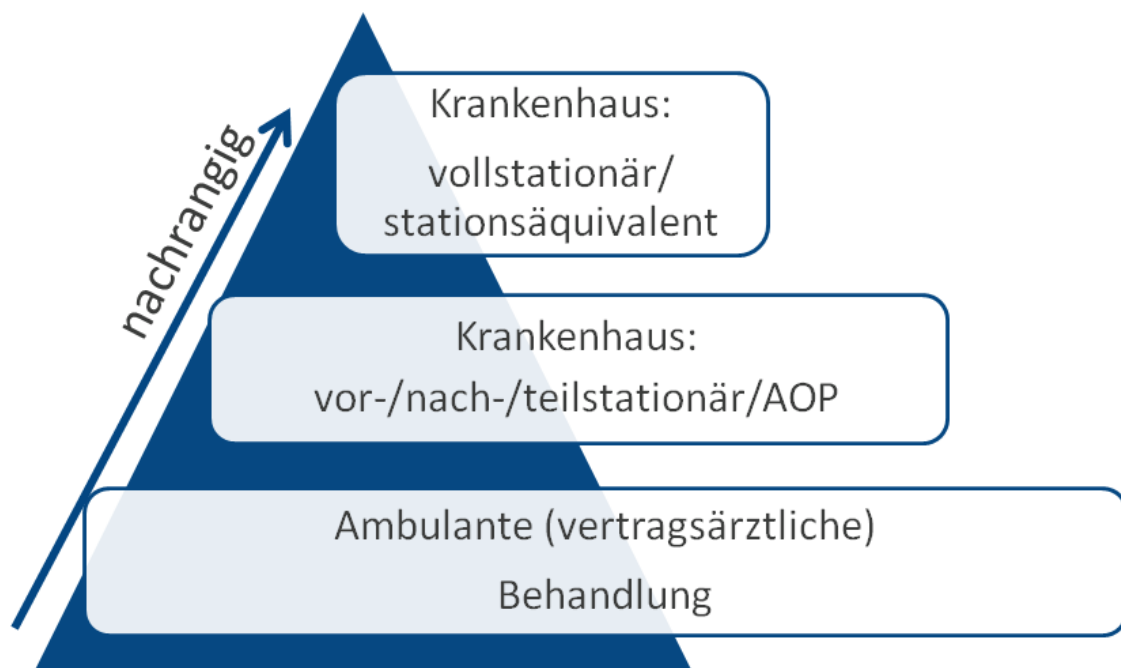 nachrangig
Krankenhaus:
vollstationär/
stationsäquivalent
Krankenhaus:
vor-/nach-/teilstationär/AOP
Ambulante (vertragsärztliche)
Behandlung